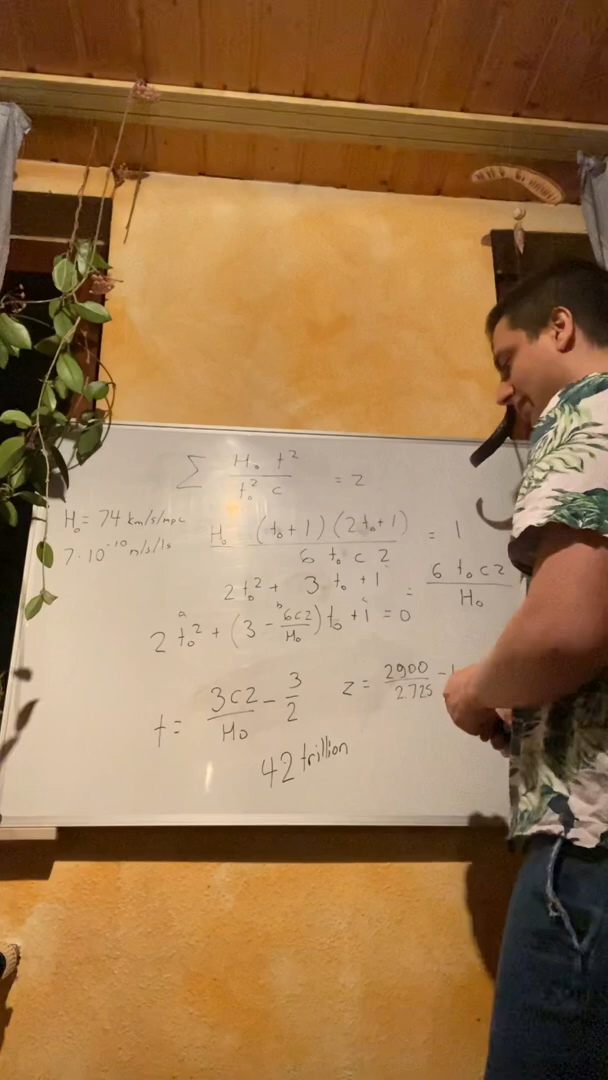 ∑ H₀ t² / t₀² c = z
H₀ = 74 km/s/mpc
7·10⁻¹⁰ m/s/ls
H₀ (t₀+1)(2t₀+1) / 6 t₀ c z = 1
2t₀² + 3t₀ + 1 = 6 t₀ c z / H₀
a b c
2t₀² + (3 - 6cz/H₀)t₀ + 1 = 0
t = 3cz/H₀ - 3/2
z = 2900/2725 - 1
42 trillion